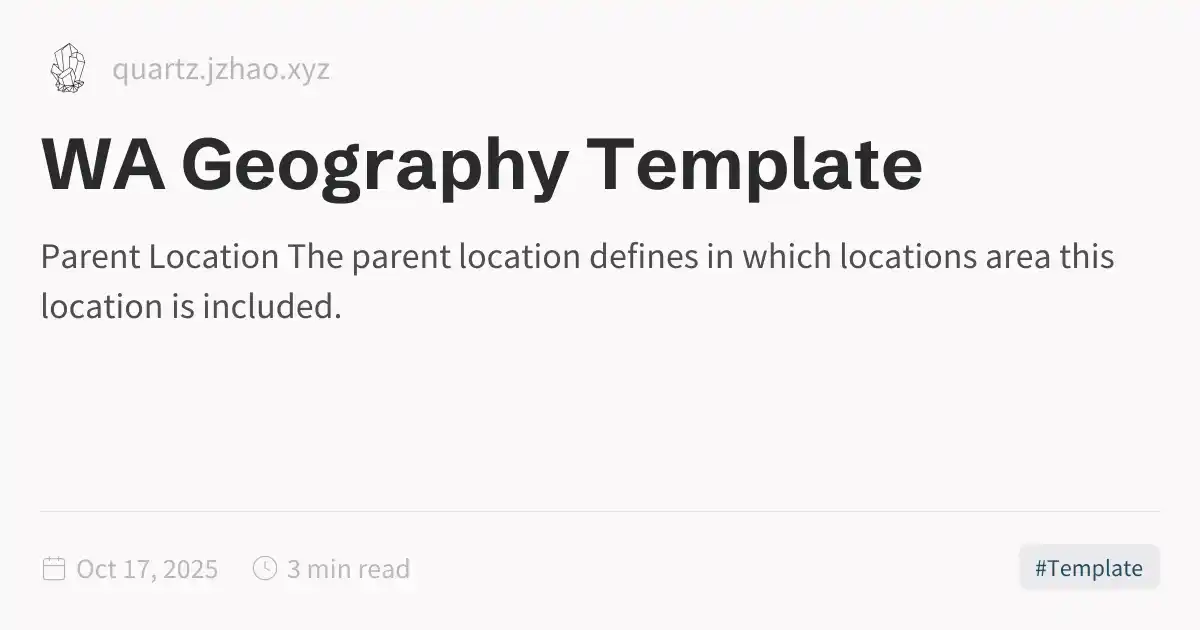 quartz.jzhao.xyz
WA Geography Template
Parent Location The parent location defines in which locations area this
location is included.
Oct 17, 2025
3 min read
#Template